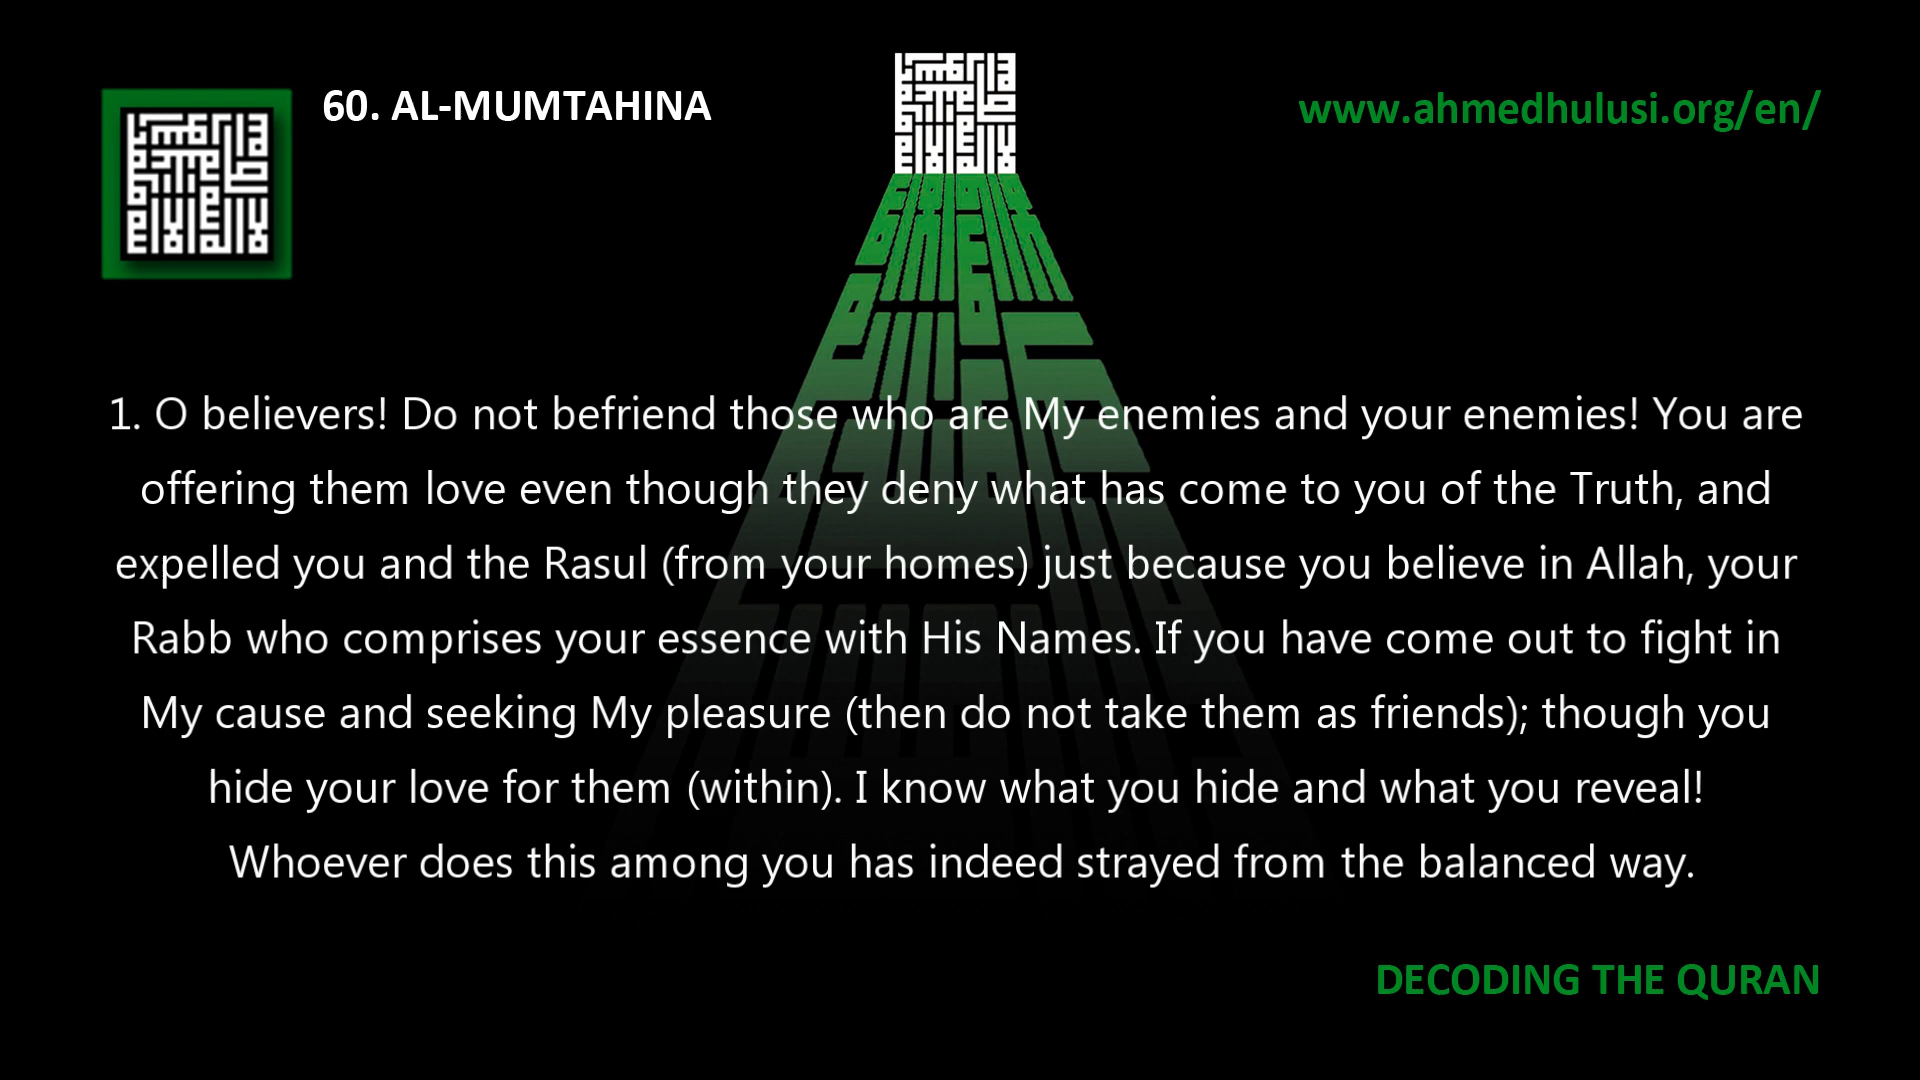 60. AL-MUMTAHINA
www.ahmedhulusi.org/en/
1. O believers! Do not befriend those who are My enemies and your enemies! You are
offering them love even though they deny what has come to you of the Truth, and
expelled you and the Rasul (from your homes) just because you believe in Allah, your
Rabb who comprises your essence with His Names. If you have come out to fight in
My cause and seeking My pleasure (then do not take them as friends); though you
hide your love for them (within). I know what you hide and what you reveal!
Whoever does this among you has indeed strayed from the balanced way.
DECODING THE QURAN